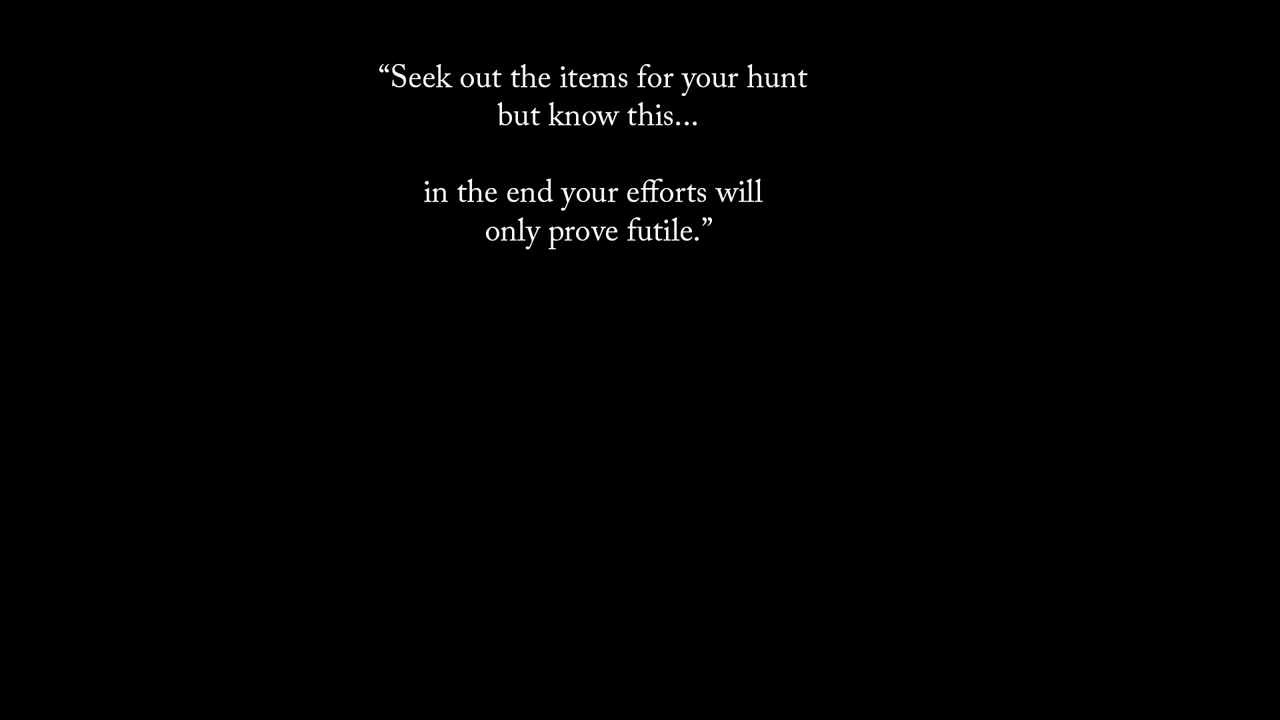 “Seek out the items for your hunt
but know this...
in the end your efforts will
only prove futile.”